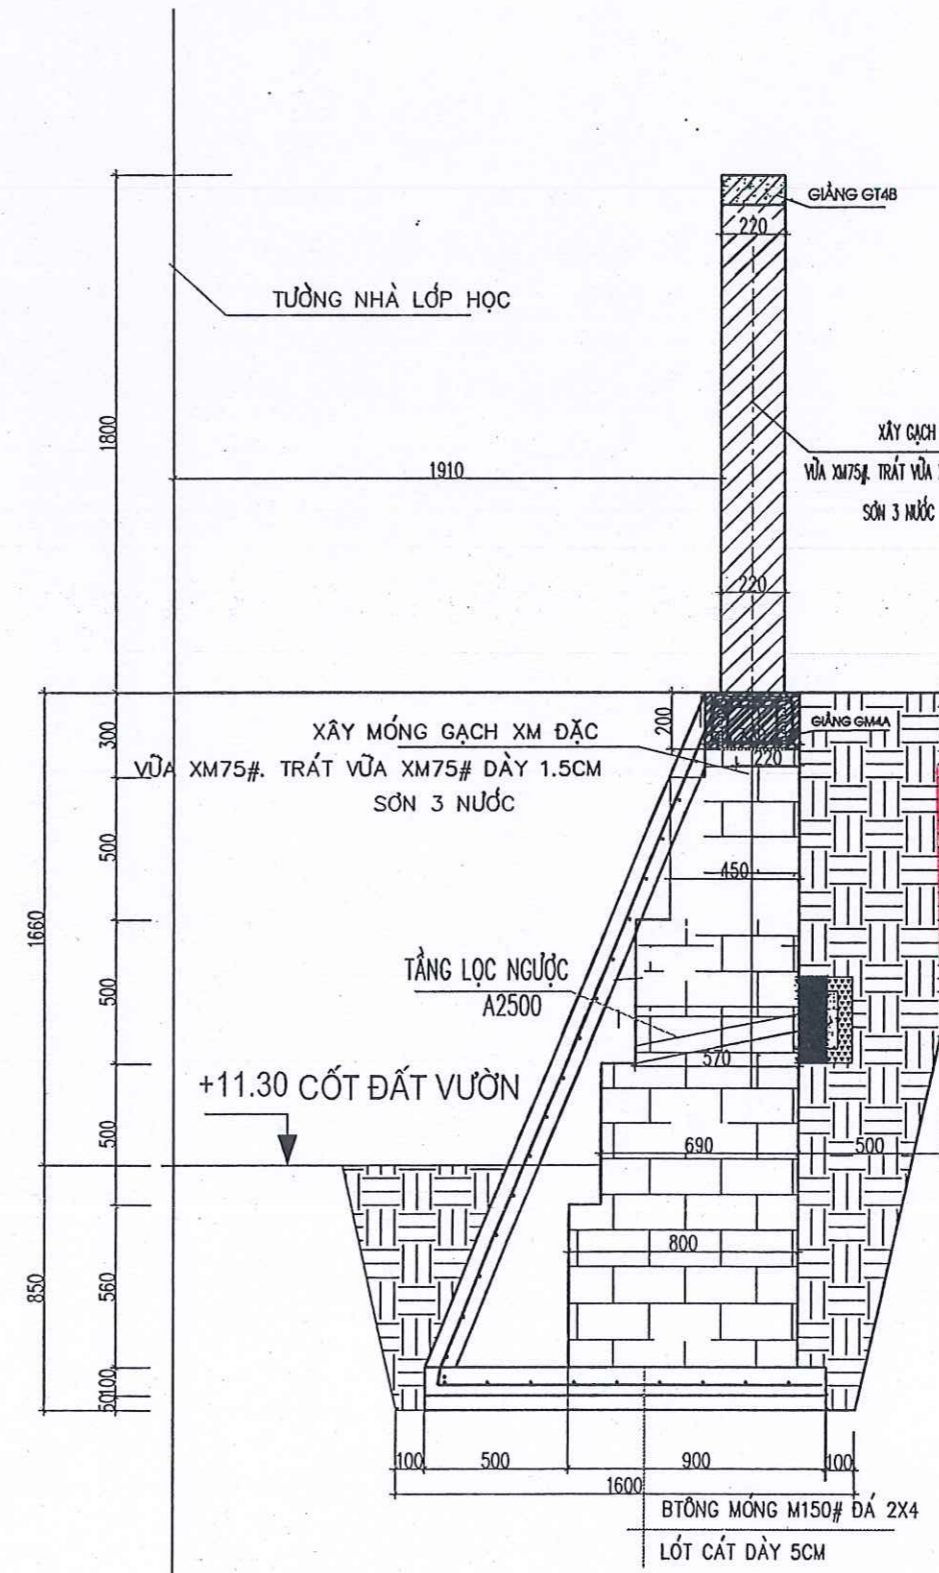 GIẰNG GT4B
220
TƯỜNG NHÀ LỚP HỌC
1800
XÂY GẠCH
1910
VỮA XM75#. TRÁT VỮA
SƠN 3 NƯỚC
220
200
300
XÂY MÓNG GẠCH XM ĐẶC
GIẰNG GM4A
220
VỮA XM75#. TRÁT VỮA XM75# DÀY 1.5CM
SƠN 3 NƯỚC
500
450
1660
TẦNG LỌC NGƯỢC
A2500
500
570
+11.30 CỐT ĐẤT VƯỜN
500
690
500
800
850
560
100
50
100
500
900
100
1600
BTÔNG MÓNG M150# ĐÁ 2X4
LÓT CÁT DÀY 5CM